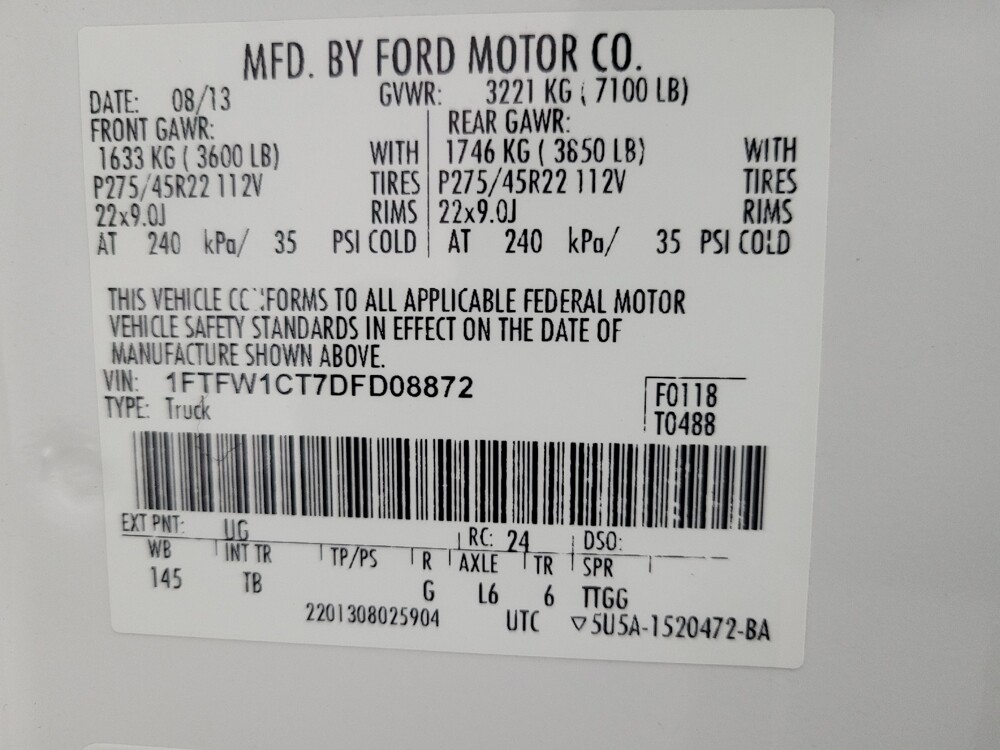 MFD. BY FORD MOTOR CO.
DATE: 08/13 GVWR: 3221 KG ( 7100 LB)
FRONT GAWR: REAR GAWR:
1633 KG ( 3600 LB) WITH 1746 KG ( 3850 LB) WITH
P275/45R22 112V TIRES P275/45R22 112V TIRES
22x9.0J RIMS 22x9.0J RIMS
AT 240 kPa/ 35 PSI COLD AT 240 kPa/ 35 PSI COLD
THIS VEHICLE CONFORMS TO ALL APPLICABLE FEDERAL MOTOR
VEHICLE SAFETY STANDARDS IN EFFECT ON THE DATE OF
MANUFACTURE SHOWN ABOVE.
VIN: 1FTFW1CT7DFD08872
TYPE: Truck
F0118
T0488
EXT PNT: UG RC: 24 DSO:
WB INT TR TP/PS R AXLE TR SPR
145 TB G L6 6 TTGG
2201308025904 UTC ▽5U5A-1520472-BA